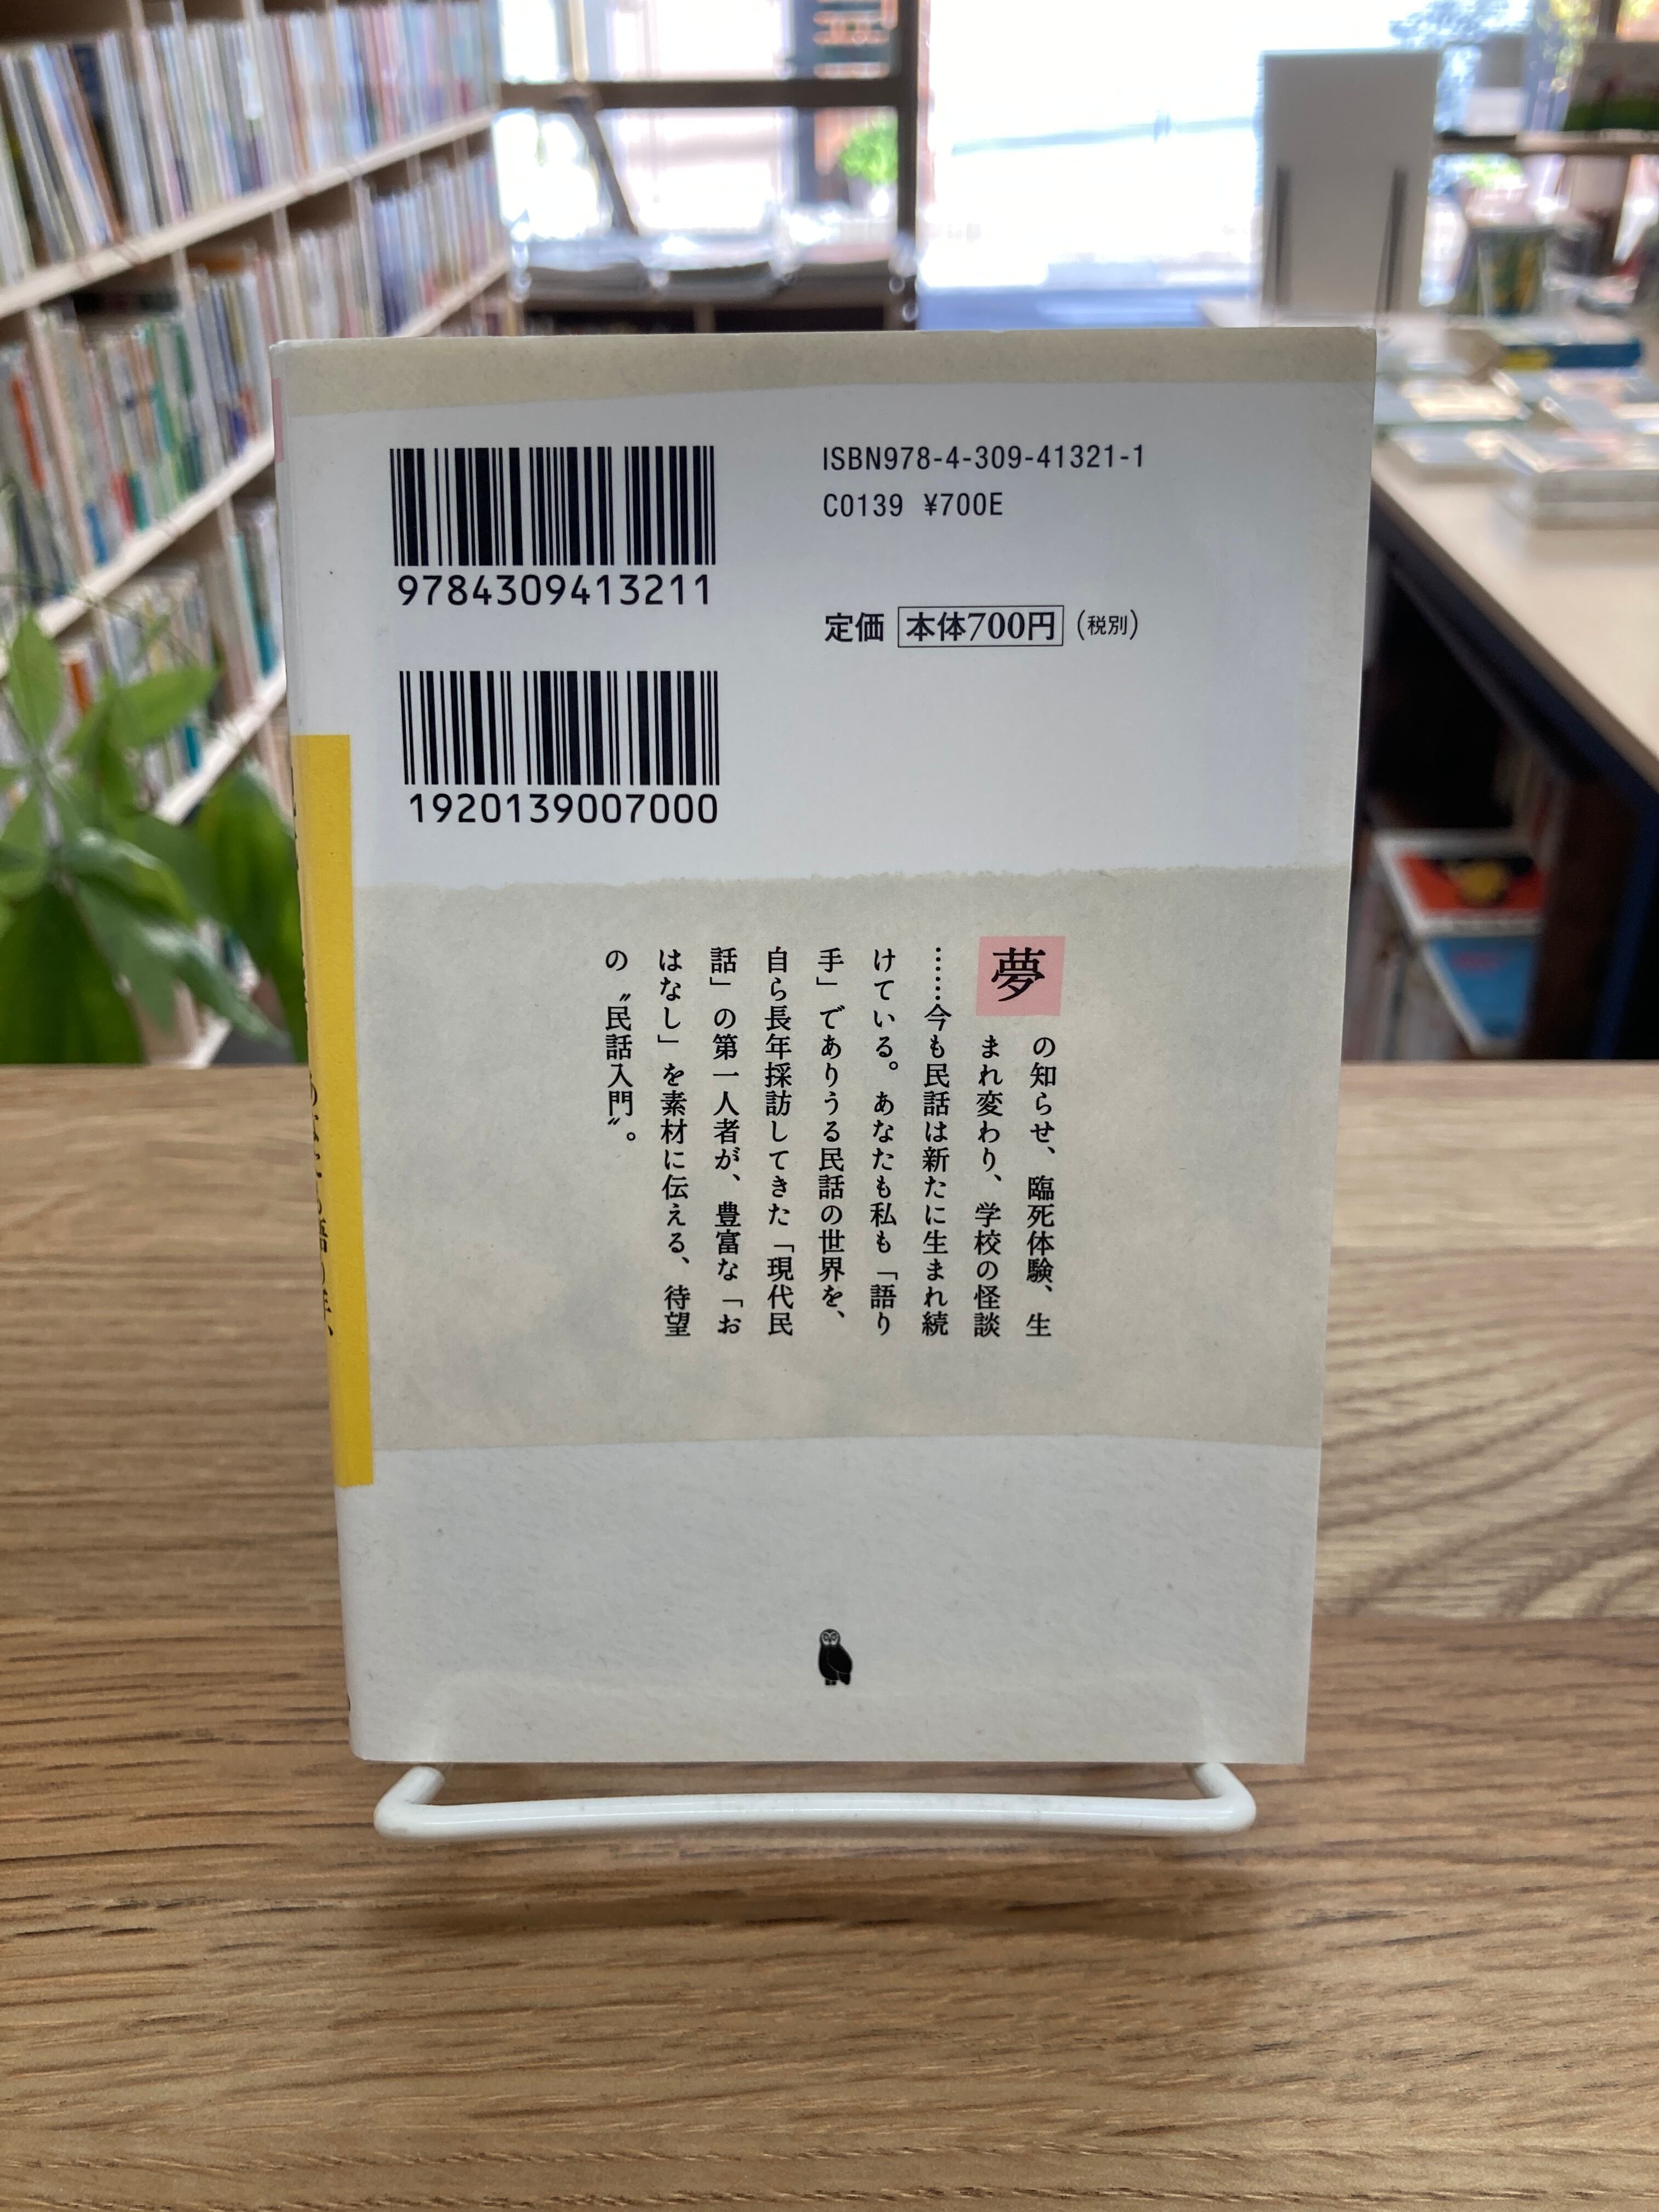 ISBN978-4-309-41321-1
C0139 ¥700E
9784309413211
定価 本体700円 (税別)
1920139007000
夢の知らせ、臨死体験、生
まれ変わり、学校の怪談
……今も民話は新たに生まれ続
けている。あなたも私も「語り
手」でありうる民話の世界を、
自ら長年採訪してきた「現代民
話」の第一人者が、豊富な「お
はなし」を素材に伝える、待望
の〝民話入門〟。